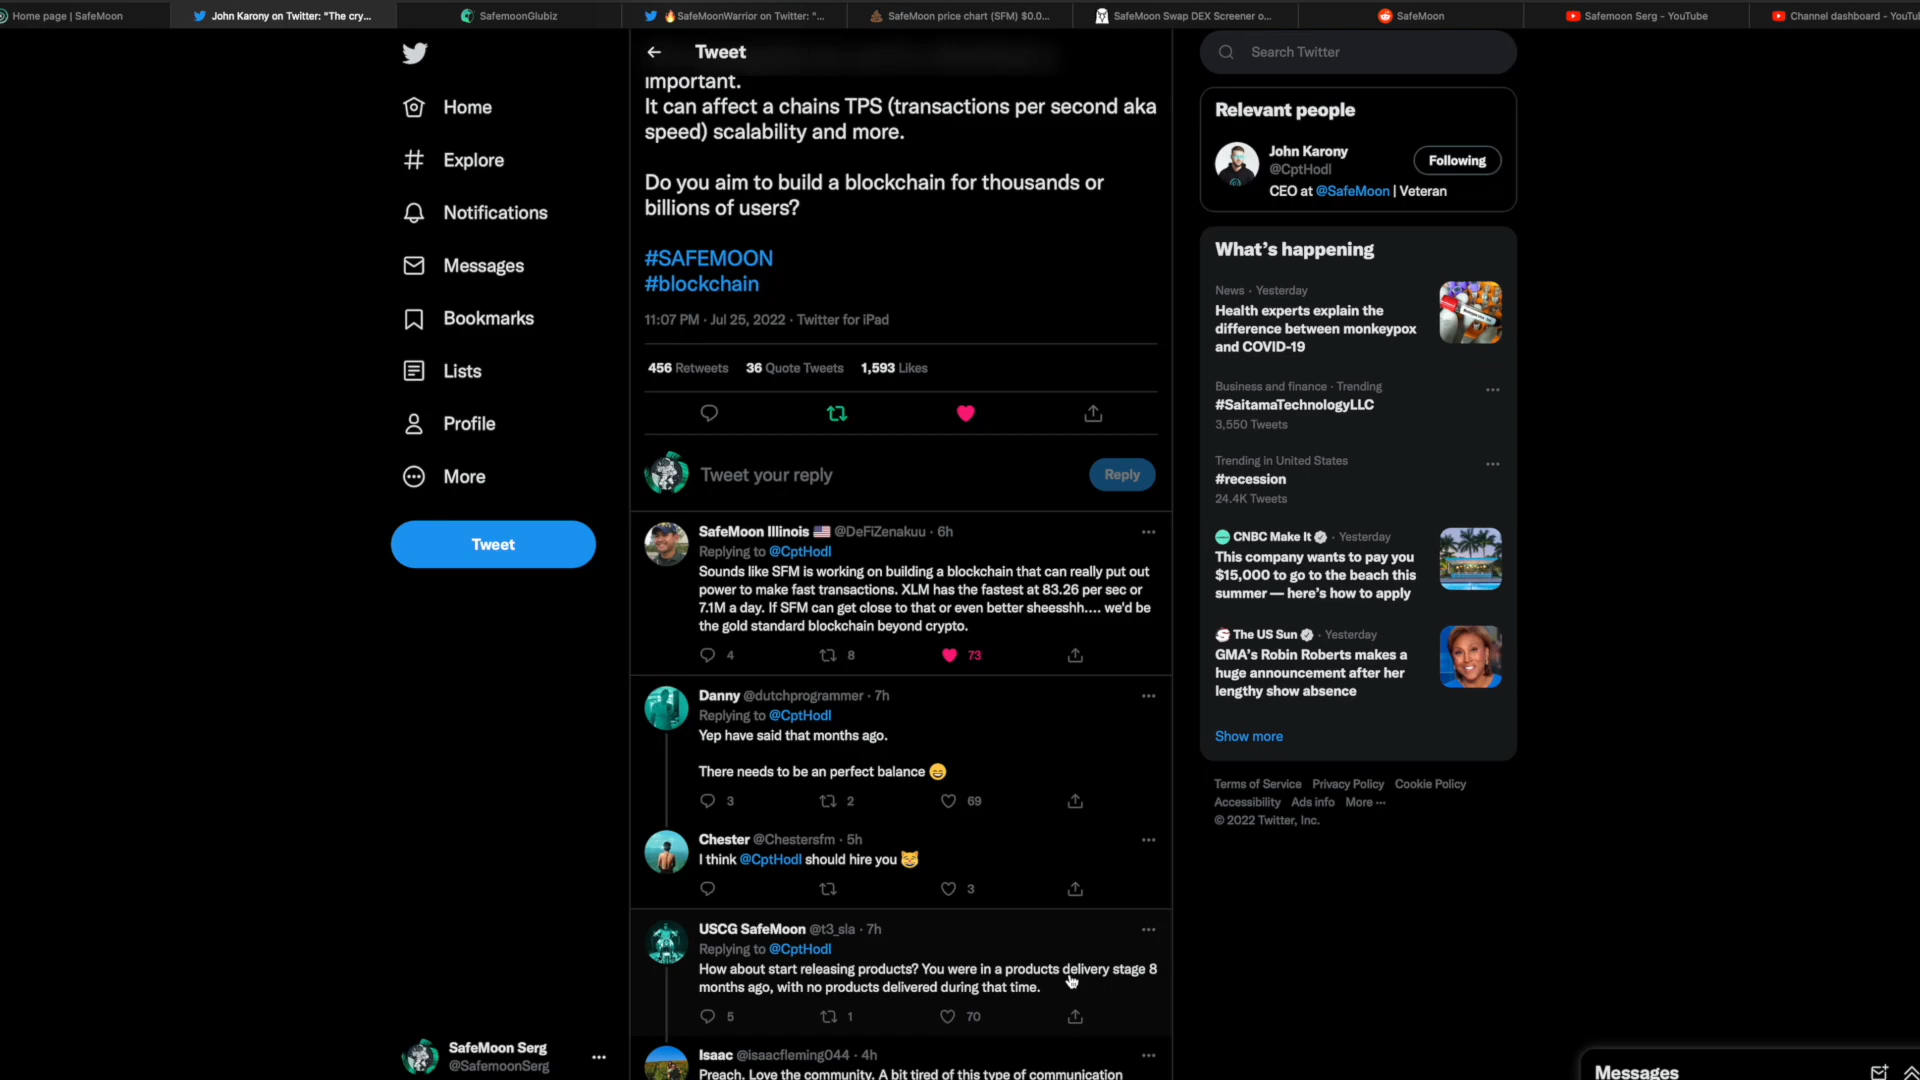 Home page | SafeMoon
John Karony on Twitter: "The cry...
SafemoonGlubiz
🔥SafeMoonWarrior on Twitter: "...
SafeMoon price chart (SFM) $0.0...
SafeMoon Swap DEX Screener o...
SafeMoon
Safemoon Serg - YouTube
Channel dashboard - YouTu
Home
Explore
Notifications
Messages
Bookmarks
Lists
Profile
More
Tweet
SafeMoon Serg
@SafemoonSerg
Tweet
important.
It can affect a chains TPS (transactions per second aka
speed) scalability and more.
Do you aim to build a blockchain for thousands or
billions of users?
#SAFEMOON
#blockchain
11:07 PM · Jul 25, 2022 · Twitter for iPad
456 Retweets 36 Quote Tweets 1,593 Likes
Tweet your reply
Reply
SafeMoon Illinois 🇺🇸 @DeFiZenakuu · 6h
Replying to @CptHodl
Sounds like SFM is working on building a blockchain that can really put out
power to make fast transactions. XLM has the fastest at 83.26 per sec or
7.1M a day. If SFM can get close to that or even better sheesshh.... we'd be
the gold standard blockchain beyond crypto.
4 8 73
Danny @dutchprogrammer · 7h
Replying to @CptHodl
Yep have said that months ago.
There needs to be an perfect balance 😄
3 2 69
Chester @Chestersfm · 5h
I think @CptHodl should hire you 😸
3
USCG SafeMoon @t3_sla · 7h
Replying to @CptHodl
How about start releasing products? You were in a products delivery stage 8
months ago, with no products delivered during that time.
5 1 70
Isaac @isaacfleming044 · 4h
Preach. Love the community. A bit tired of this type of communication
Search Twitter
Relevant people
John Karony
@CptHodl
Following
CEO at @SafeMoon | Veteran
What's happening
News · Yesterday
Health experts explain the
difference between monkeypox
and COVID-19
Business and finance · Trending
#SaitamaTechnologyLLC
3,550 Tweets
Trending in United States
#recession
24.4K Tweets
CNBC Make It · Yesterday
This company wants to pay you
$15,000 to go to the beach this
summer — here's how to apply
The US Sun · Yesterday
GMA's Robin Roberts makes a
huge announcement after her
lengthy show absence
Show more
Terms of Service Privacy Policy Cookie Policy
Accessibility Ads info More ···
© 2022 Twitter, Inc.
Messages